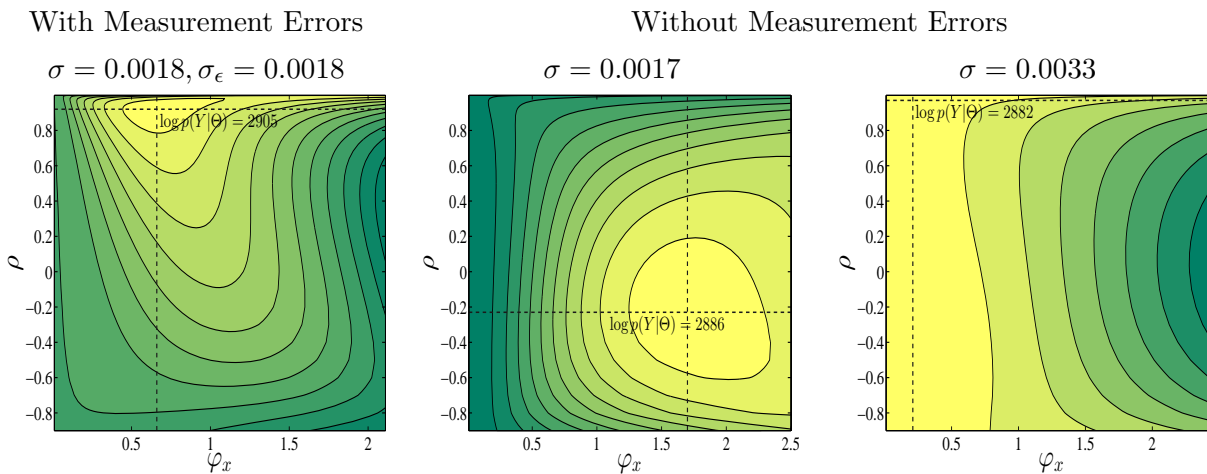 With Measurement Errors
Without Measurement Errors
σ = 0.0018, σ_ϵ = 0.0018
σ = 0.0017
σ = 0.0033
0.8
0.6
0.4
0.2
0
−0.2
−0.4
−0.6
−0.8
ρ
log p(Y|Θ) = 2905
0.5
1
1.5
2
φ_x
0.8
0.6
0.4
0.2
0
−0.2
−0.4
−0.6
−0.8
ρ
log p(Y|Θ) = 2886
0.5
1
1.5
2
2.5
φ_x
0.8
0.6
0.4
0.2
0
−0.2
−0.4
−0.6
−0.8
ρ
log p(Y|Θ) = 2882
0.5
1
1.5
2
φ_x